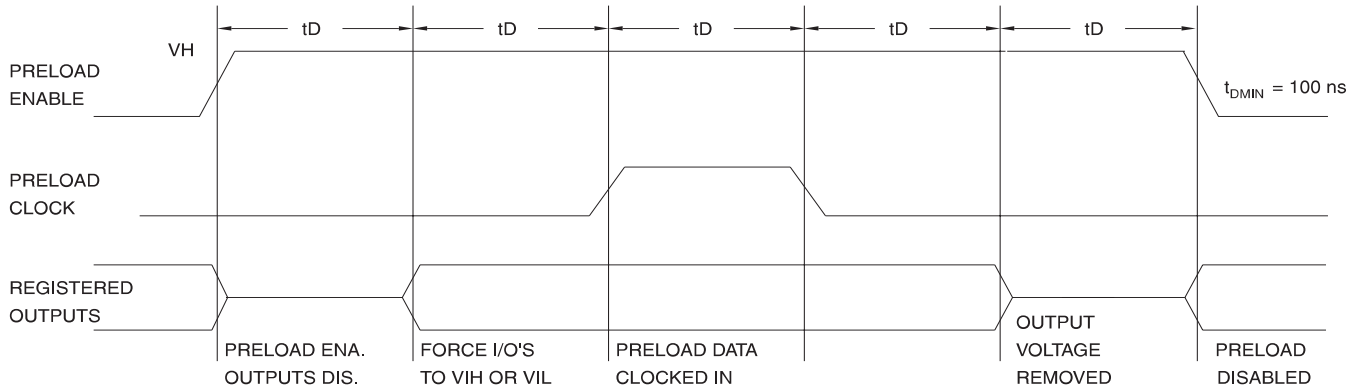 tD tD tD tD tD
VH
PRELOAD
ENABLE
tDMIN = 100 ns
PRELOAD
CLOCK
REGISTERED
OUTPUTS
PRELOAD ENA.
OUTPUTS DIS.
FORCE I/O'S
TO VIH OR VIL
PRELOAD DATA
CLOCKED IN
OUTPUT
VOLTAGE
REMOVED
PRELOAD
DISABLED